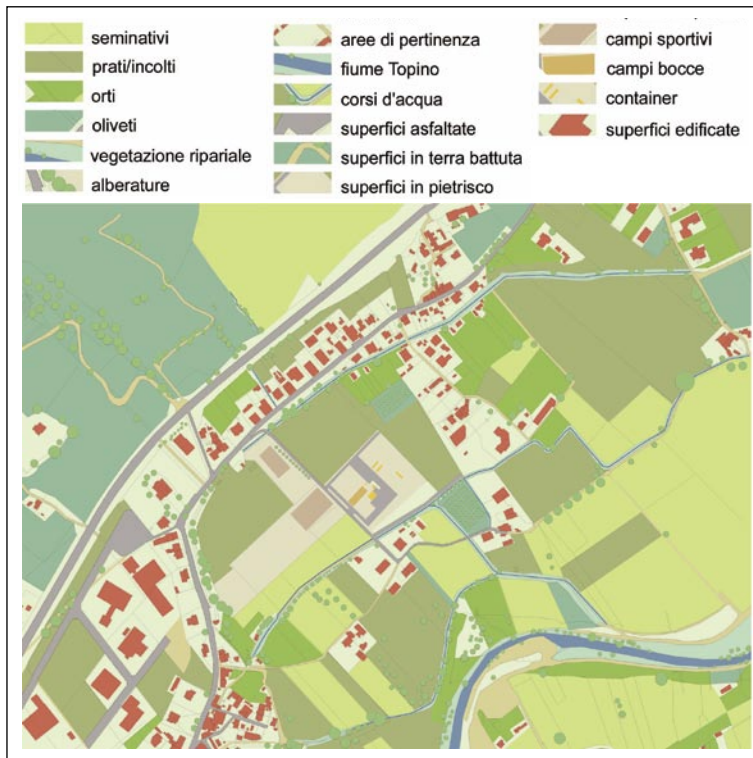 seminativi
prati/incolti
orti
oliveti
vegetazione ripariale
alberature
aree di pertinenza
fiume Topino
corsi d'acqua
superfici asfaltate
superfici in terra battuta
superfici in pietrisco
campi sportivi
campi bocce
container
superfici edificate